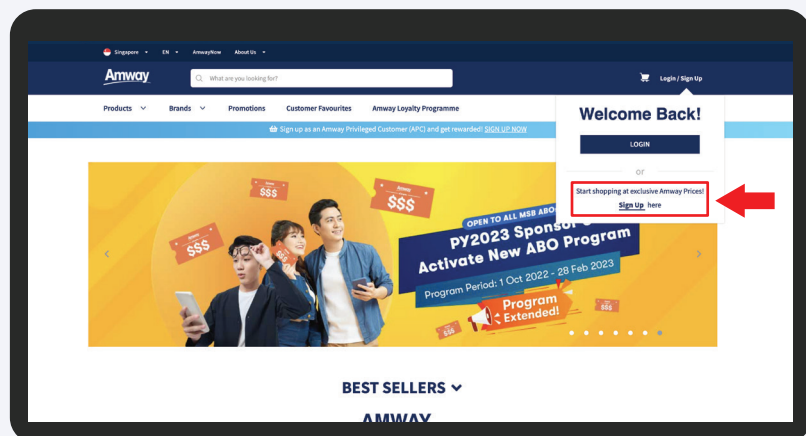 Singapore EN AmwayNow About Us
Amway What are you looking for? Login / Sign Up
Products Brands Promotions Customer Favourites Amway Loyalty Programme
Sign up as an Amway Privileged Customer (APC) and get rewarded! SIGN UP NOW
Welcome Back!
LOGIN
or
Start shopping at exclusive Amway Prices!
Sign Up here
$$$
$$$
$$$
OPEN TO ALL MSB ABO
PY2023 Sponsor
Activate New ABO Program
Program Period: 1 Oct 2022 - 28 Feb 2023
Program
Extended!
$$$
$$$
BEST SELLERS
AMWAY